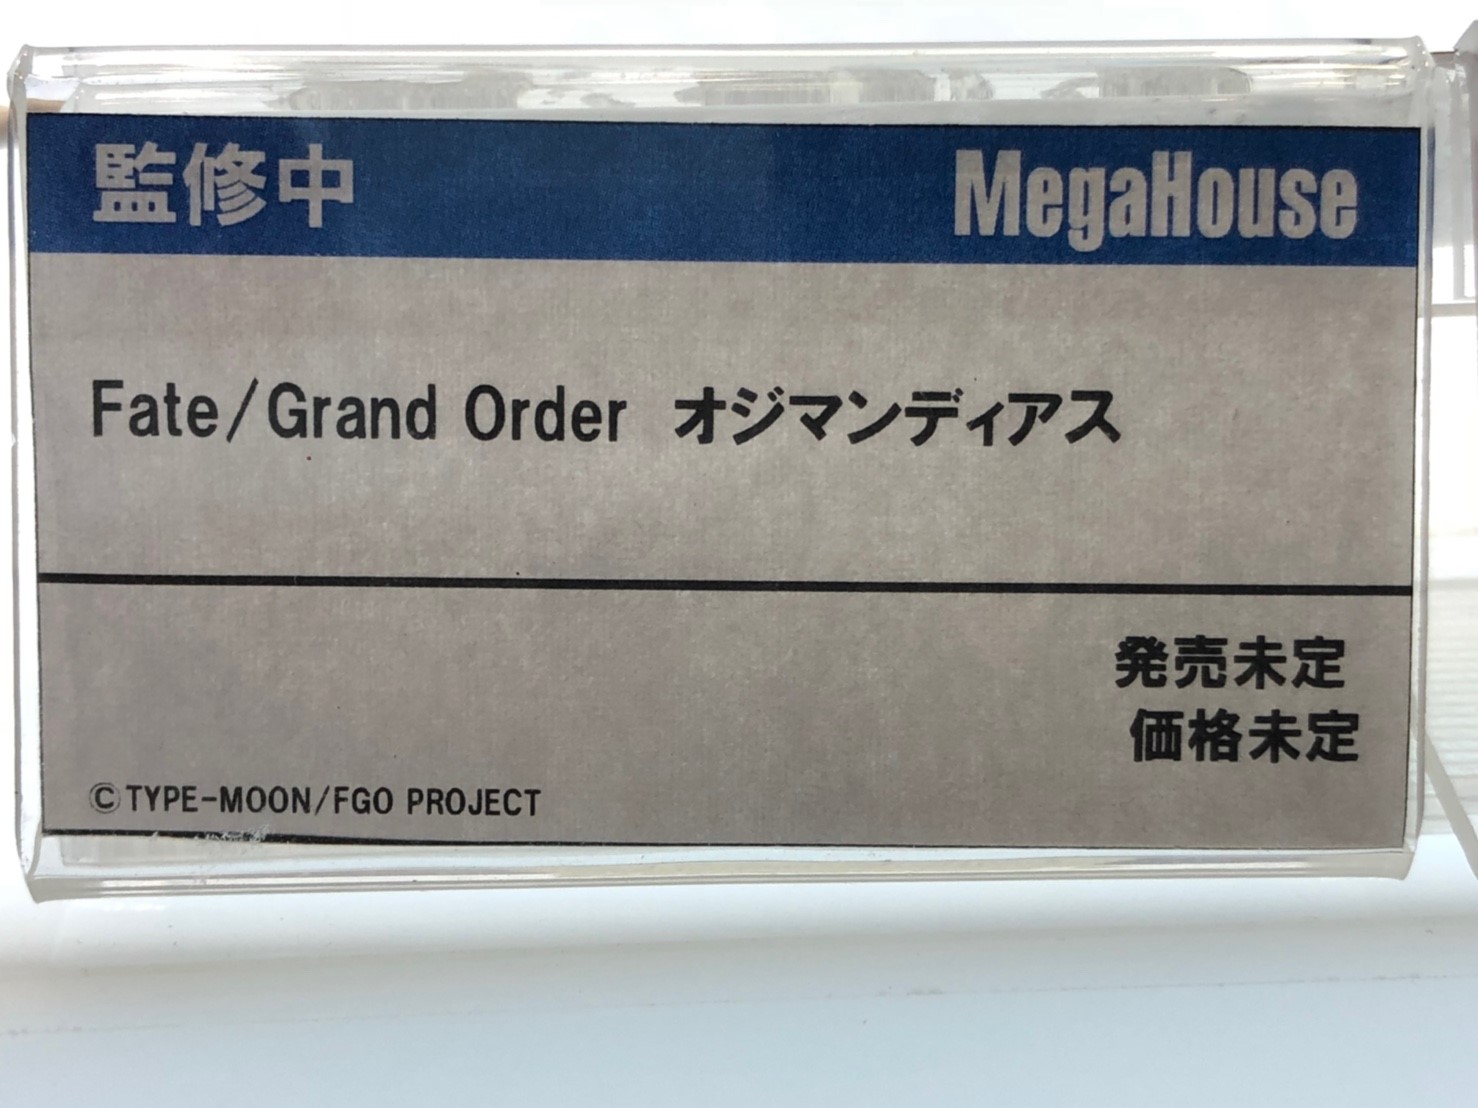 監修中 MegaHouse
Fate/Grand Order オジマンディアス
発売未定
価格未定
©TYPE-MOON/FGO PROJECT